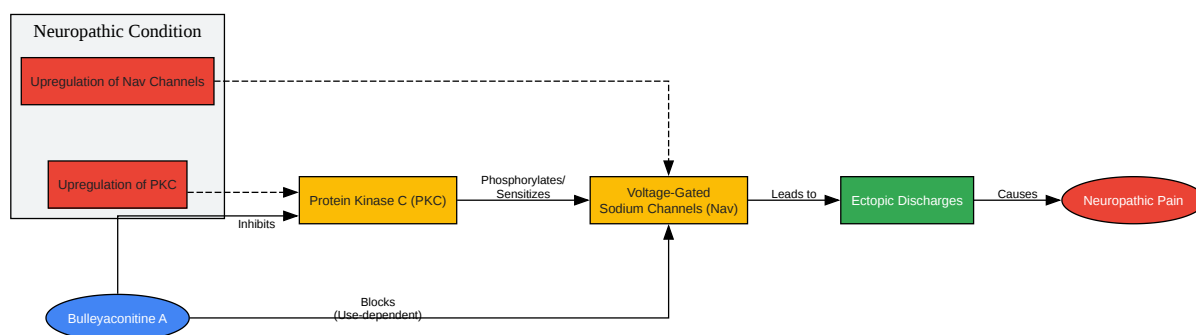 Neuropathic Condition
Upregulation of Nav Channels
Upregulation of PKC
Inhibits
Protein Kinase C (PKC)
Phosphorylates/
Sensitizes
Voltage-Gated
Sodium Channels (Nav)
Leads to
Ectopic Discharges
Causes
Neuropathic Pain
Bulleyaconitine A
Blocks
(Use-dependent)